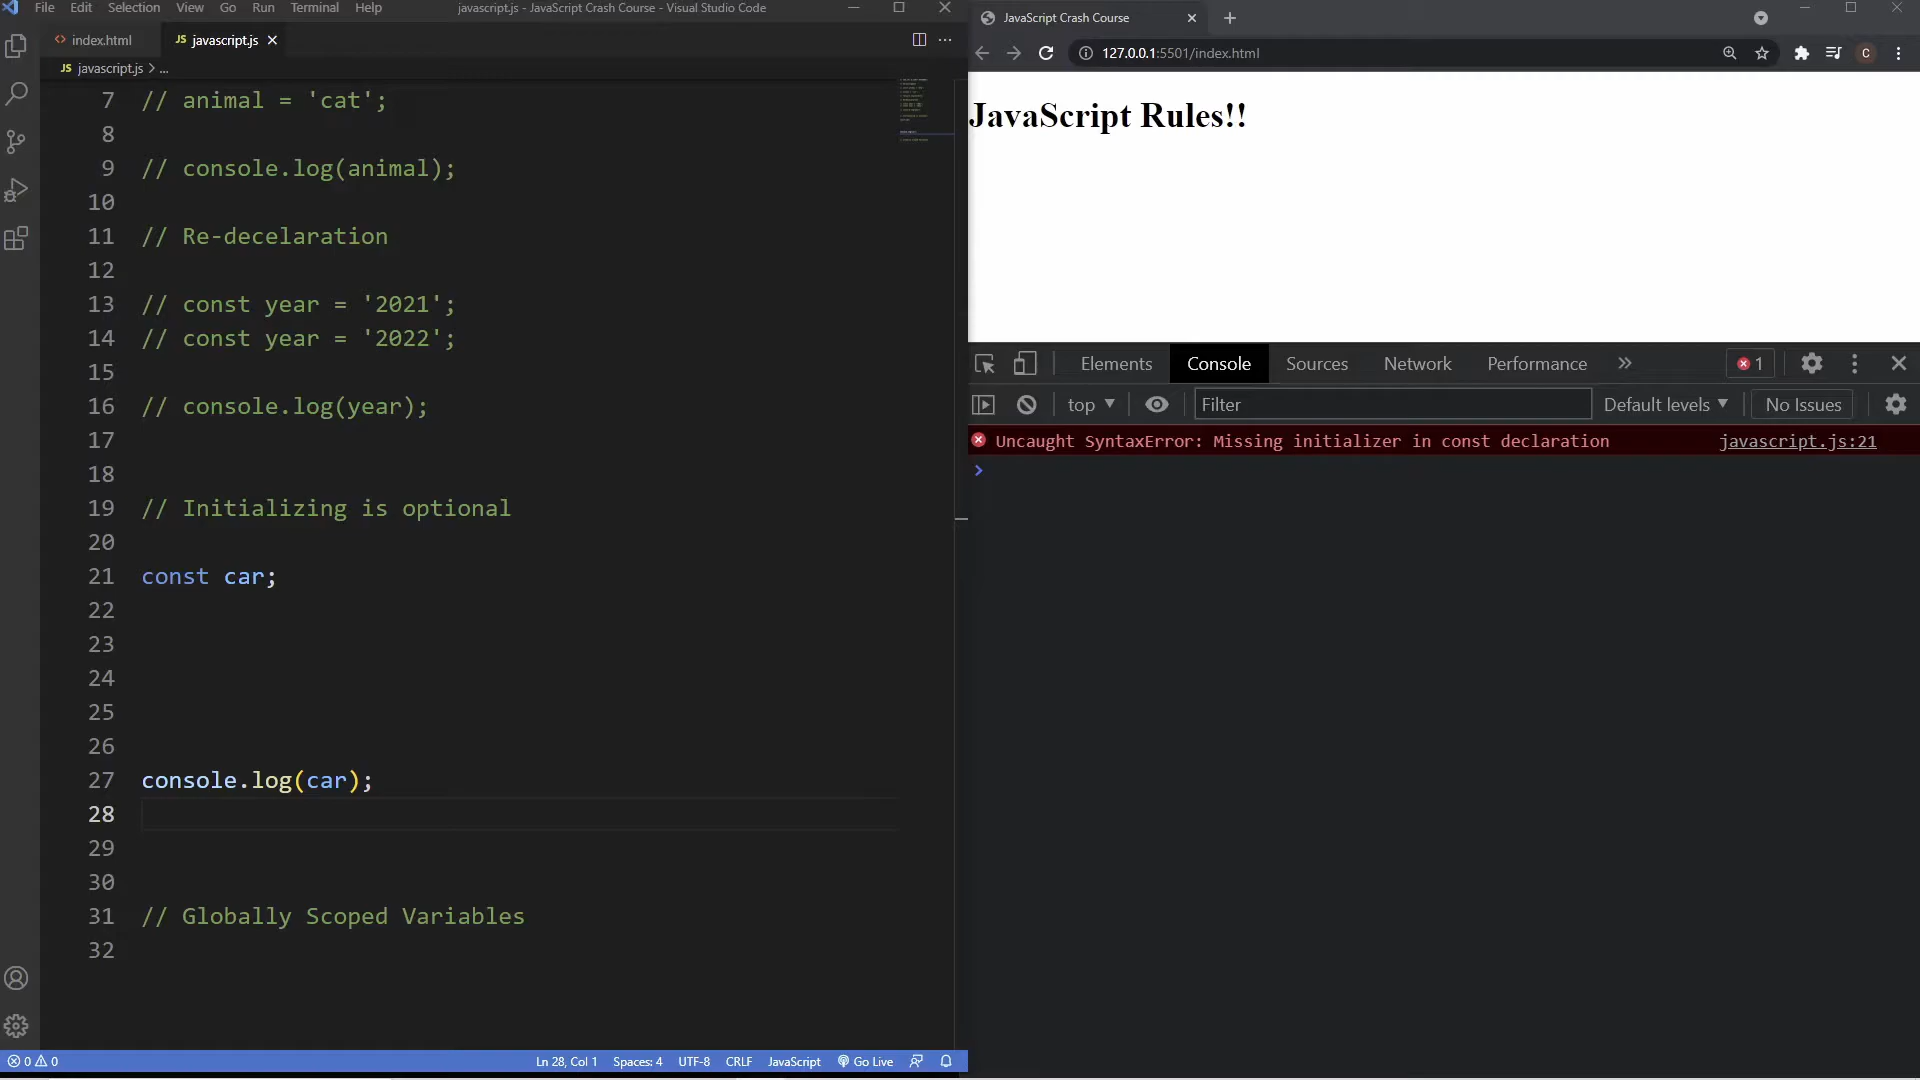 File Edit Selection View Go Run Terminal Help
javascript.js - JavaScript Crash Course - Visual Studio Code
index.html
JS javascript.js
JS javascript.js > ...
7 // animal = 'cat';
8
9 // console.log(animal);
10
11 // Re-decelaration
12
13 // const year = '2021';
14 // const year = '2022';
15
16 // console.log(year);
17
18
19 // Initializing is optional
20
21 const car;
22
23
24
25
26
27 console.log(car);
28
29
30
31 // Globally Scoped Variables
32
0 0
Ln 28, Col 1 Spaces: 4 UTF-8 CRLF JavaScript Go Live
JavaScript Crash Course
127.0.0.1:5501/index.html
C
JavaScript Rules!!
Elements Console Sources Network Performance
1
top
Filter
Default levels
No Issues
Uncaught SyntaxError: Missing initializer in const declaration
javascript.js:21